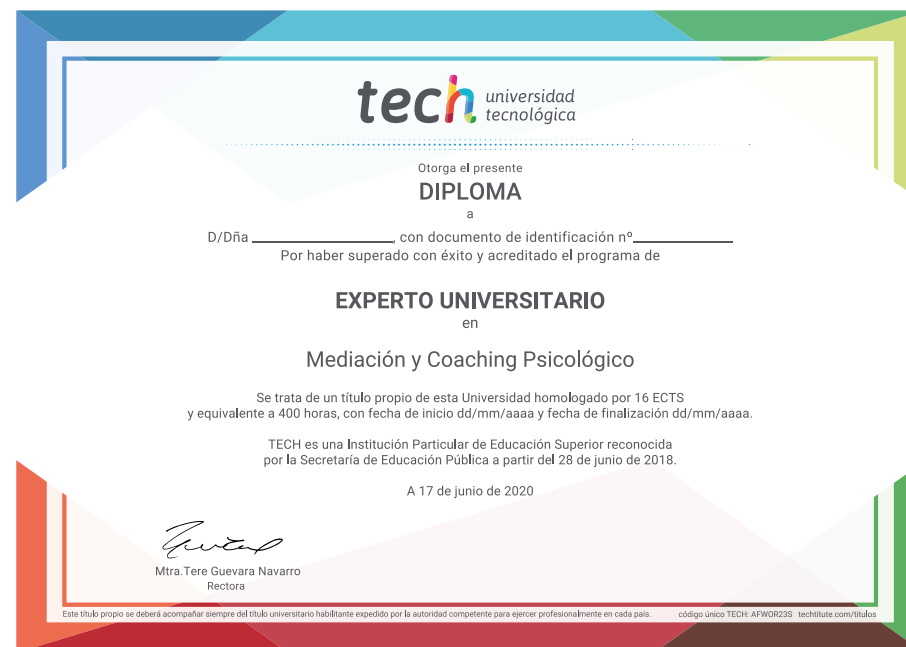 tech universidad
tecnológica
Otorga el presente
DIPLOMA
a
D/Dña ____________________, con documento de identificación nº______________
Por haber superado con éxito y acreditado el programa de
EXPERTO UNIVERSITARIO
en
Mediación y Coaching Psicológico
Se trata de un título propio de esta Universidad homologado por 16 ECTS
y equivalente a 400 horas, con fecha de inicio dd/mm/aaaa y fecha de finalización dd/mm/aaaa.
TECH es una Institución Particular de Educación Superior reconocida
por la Secretaría de Educación Pública a partir del 28 de junio de 2018.
A 17 de junio de 2020
Mtra.Tere Guevara Navarro
Rectora
Este título propio se deberá acompañar siempre del título universitario habilitante expedido por la autoridad competente para ejercer profesionalmente en cada país. código único TECH: AFWOR23S techtitute.com/titulos